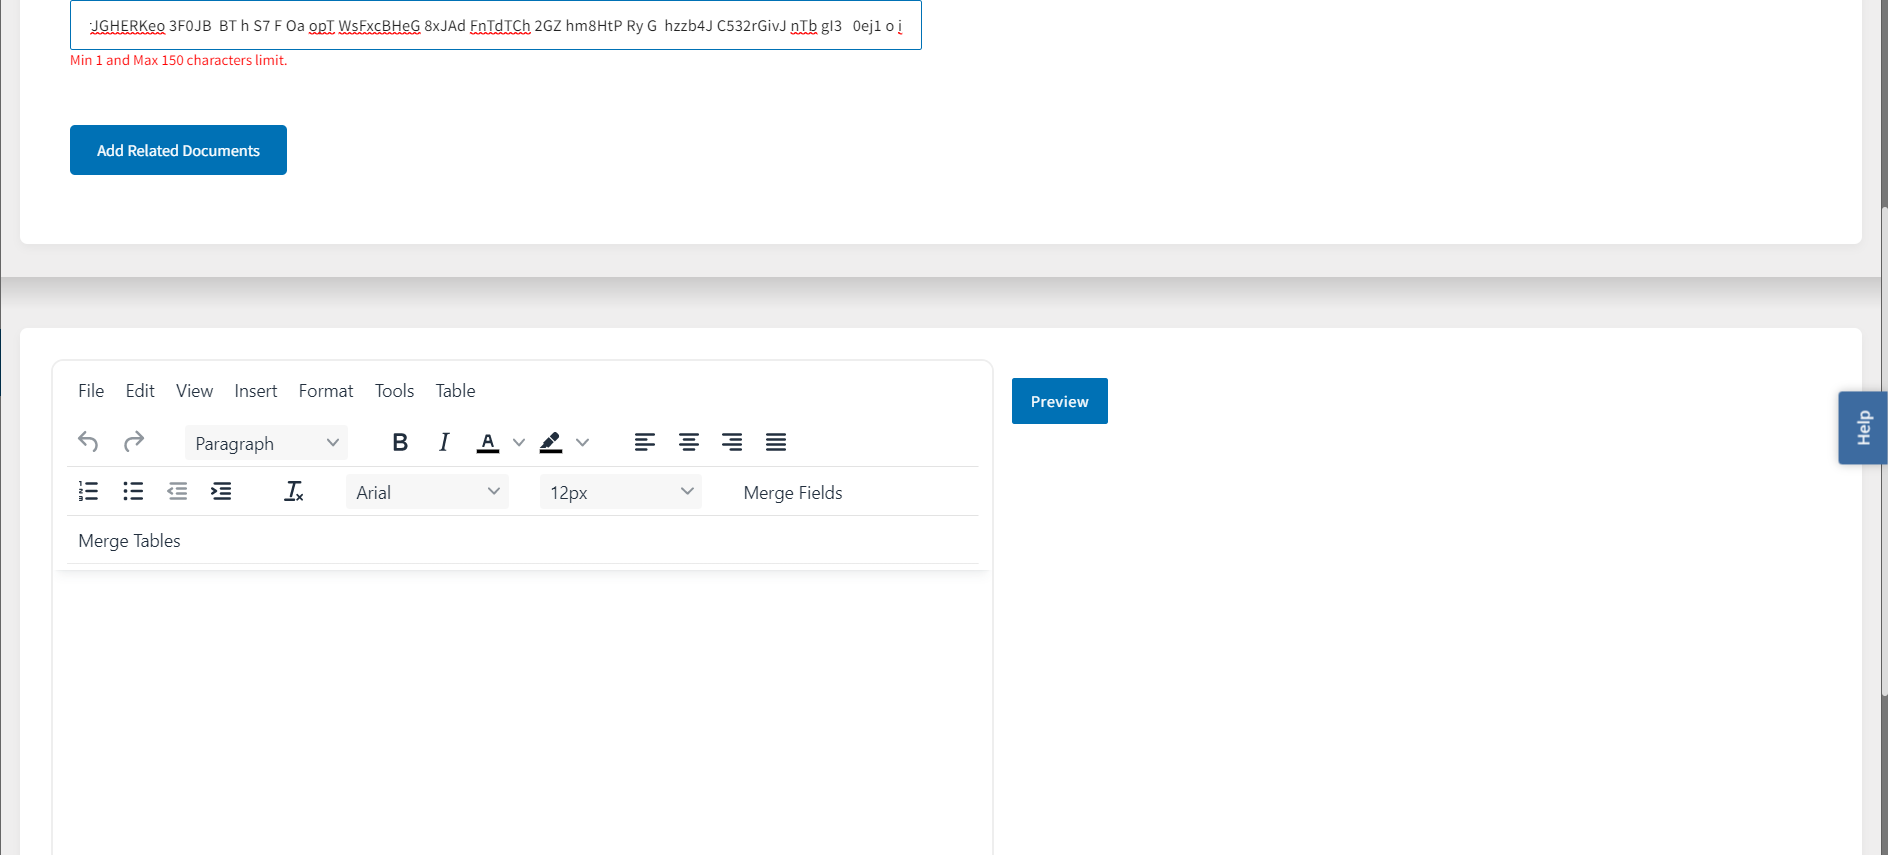 JGHERKeo 3F0JB  BT h S7 F Oa opT WsFxcBHeG 8xJAd FnTdTCh 2GZ hm8HtP Ry G  hzzb4J C532rGivJ nTb gI3   0ej1 o i
Min 1 and Max 150 characters limit.
Add Related Documents
File Edit View Insert Format Tools Table
Preview
Help
Paragraph
Arial 12px Merge Fields
Merge Tables